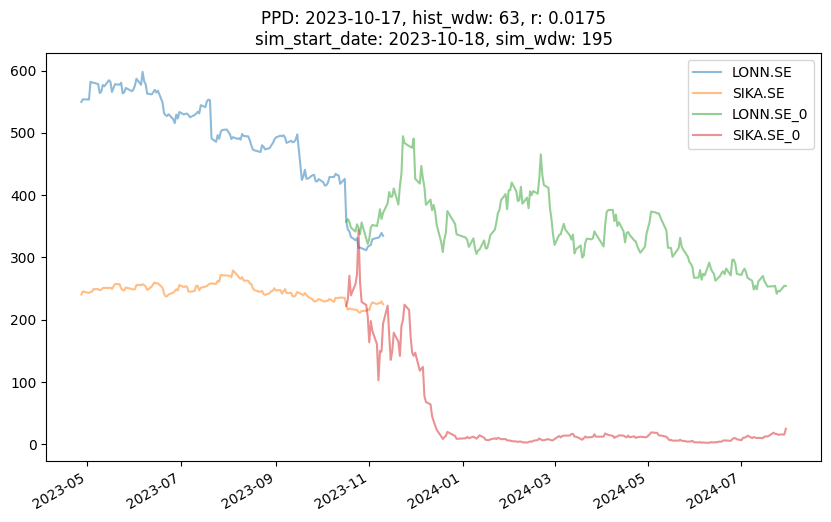 PPD: 2023-10-17, hist_wdw: 63, r: 0.0175
sim_start_date: 2023-10-18, sim_wdw: 195
LONN.SE
SIKA.SE
LONN.SE_0
SIKA.SE_0
600
500
400
300
200
100
0
2023-05
2023-07
2023-09
2023-11
2024-01
2024-03
2024-05
2024-07